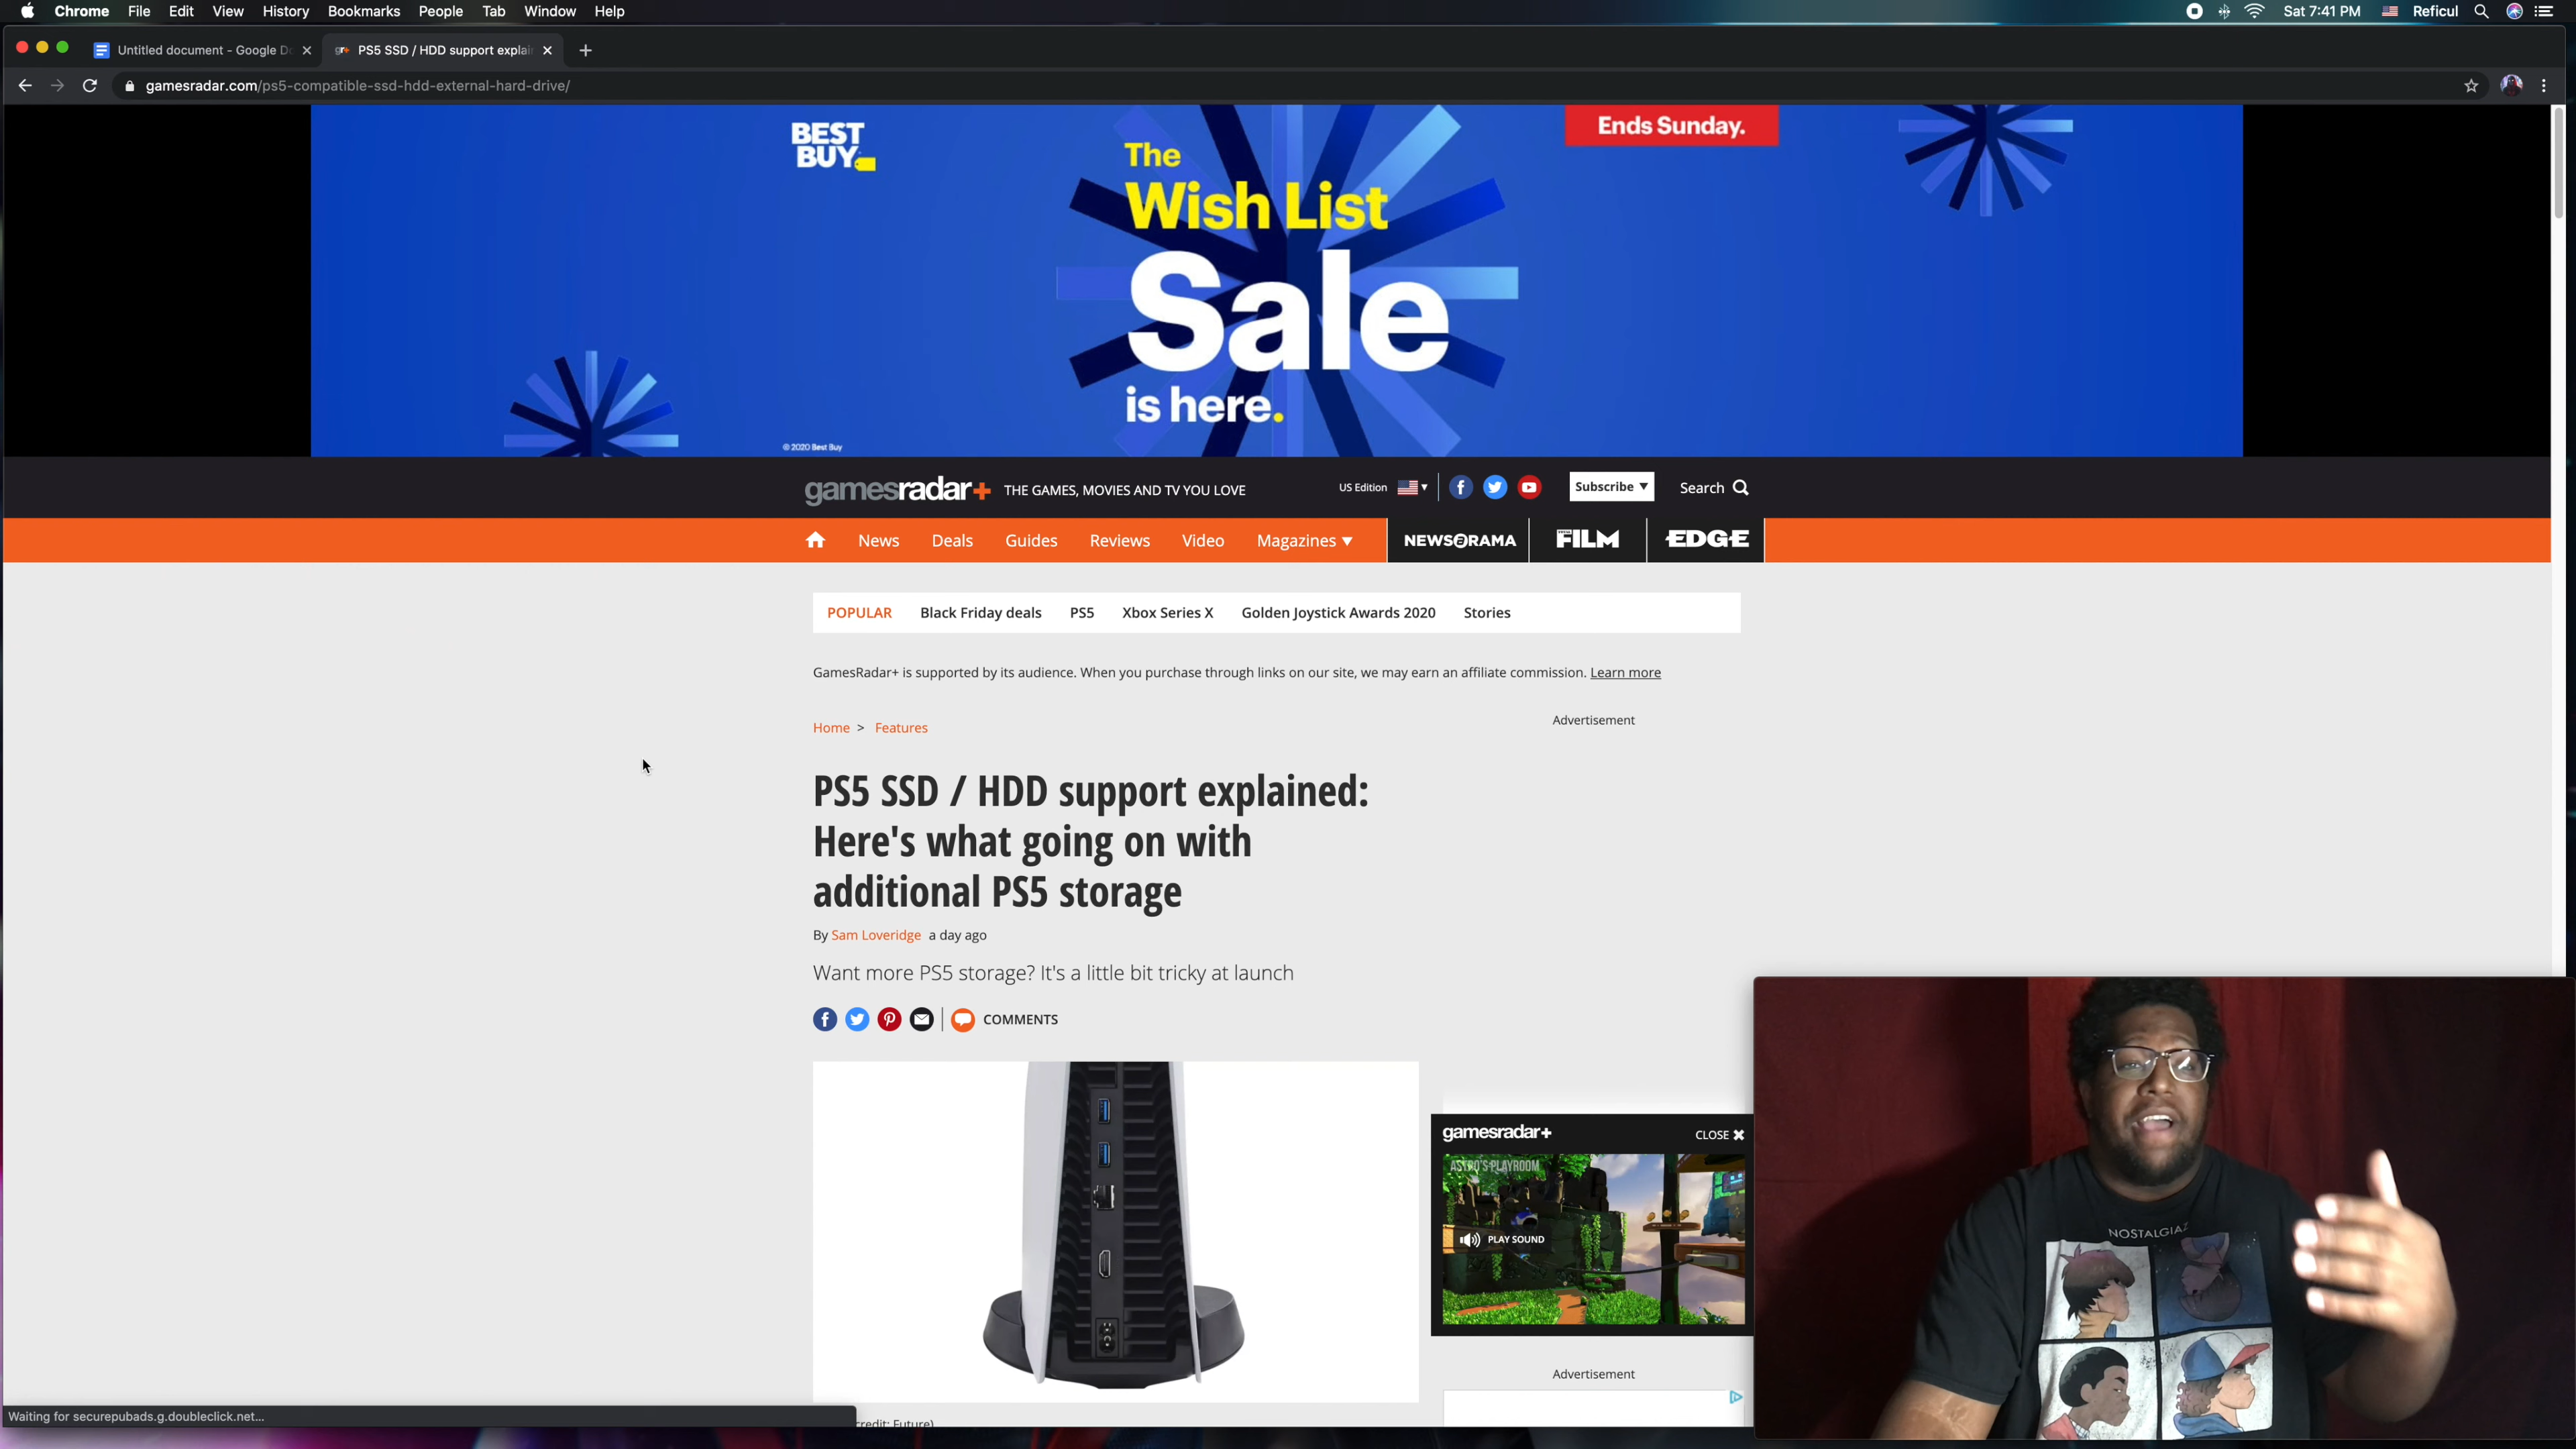 Chrome File Edit View History Bookmarks People Tab Window Help
Sat 7:41 PM Reficul
Untitled document - Google Do
PS5 SSD / HDD support explai
gamesradar.com/ps5-compatible-ssd-hdd-external-hard-drive/
BEST
BUY
Ends Sunday.
The
Wish List
Sale
is here.
© 2020 Best Buy
gamesradar+ THE GAMES, MOVIES AND TV YOU LOVE
US Edition
Subscribe
Search
News Deals Guides Reviews Video Magazines NEWSARAMA FILM EDGE
POPULAR Black Friday deals PS5 Xbox Series X Golden Joystick Awards 2020 Stories
GamesRadar+ is supported by its audience. When you purchase through links on our site, we may earn an affiliate commission. Learn more
Home > Features
Advertisement
PS5 SSD / HDD support explained:
Here's what going on with
additional PS5 storage
By Sam Loveridge a day ago
Want more PS5 storage? It's a little bit tricky at launch
COMMENTS
gamesradar+
CLOSE
ASTRO'S PLAYROOM
PLAY SOUND
Advertisement
NOSTALGIA
Waiting for securepubads.g.doubleclick.net...
credit: Future)